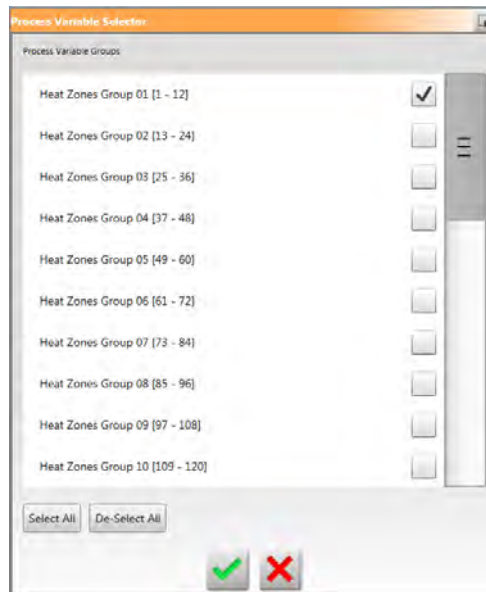 Process Variable Selector
Process Variable Groups
Heat Zones Group 01 [1 - 12]
Heat Zones Group 02 [13 - 24]
Heat Zones Group 03 [25 - 36]
Heat Zones Group 04 [37 - 48]
Heat Zones Group 05 [49 - 60]
Heat Zones Group 06 [61 - 72]
Heat Zones Group 07 [73 - 84]
Heat Zones Group 08 [85 - 96]
Heat Zones Group 09 [97 - 108]
Heat Zones Group 10 [109 - 120]
Select All De-Select All